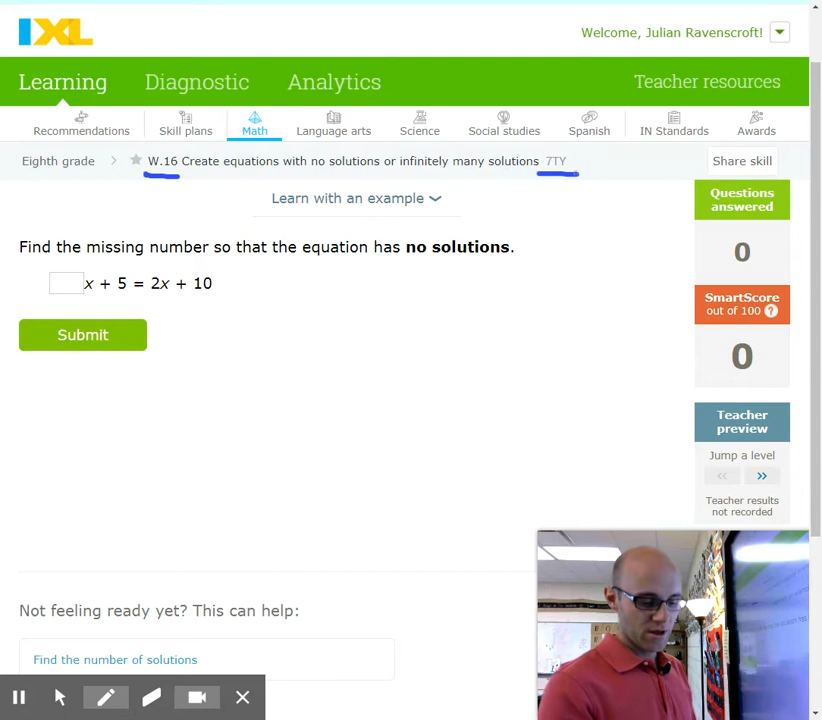 IXL
Welcome, Julian Ravenscroft!
Learning Diagnostic Analytics Teacher resources
Recommendations Skill plans Math Language arts Science Social studies Spanish IN Standards Awards
Eighth grade > W.16 Create equations with no solutions or infinitely many solutions 7TY Share skill
Learn with an example
Questions
answered
0
SmartScore
out of 100 ?
0
Teacher
preview
Jump a level
<< >>
Teacher results
not recorded
Find the missing number so that the equation has no solutions.
x + 5 = 2x + 10
Submit
Not feeling ready yet? This can help:
Find the number of solutions